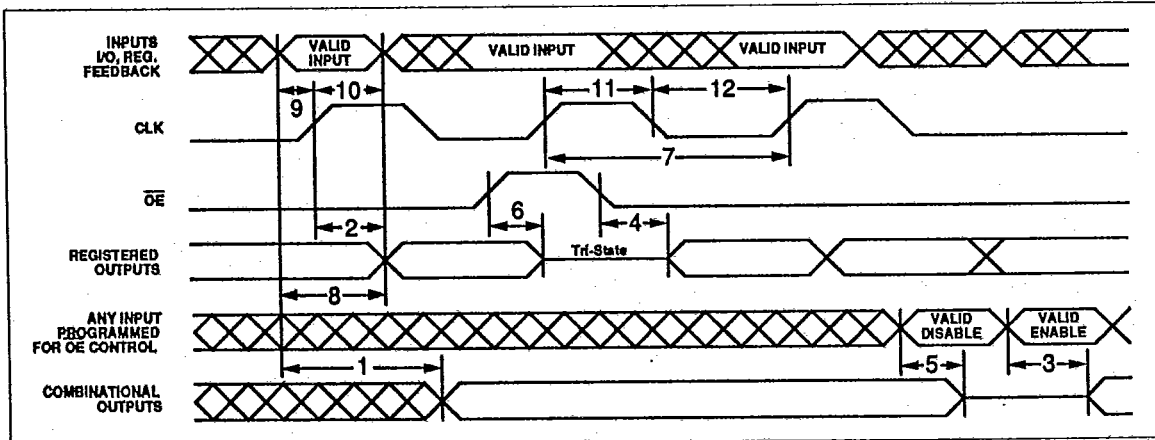 INPUTS
I/O, REG.
FEEDBACK
VALID
INPUT
VALID INPUT
VALID INPUT
9
10
11
12
CLK
7
OE
6
4
2
REGISTERED
OUTPUTS
Tri-State
8
ANY INPUT
PROGRAMMED
FOR OE CONTROL
VALID
DISABLE
VALID
ENABLE
1
5
3
COMBINATIONAL
OUTPUTS